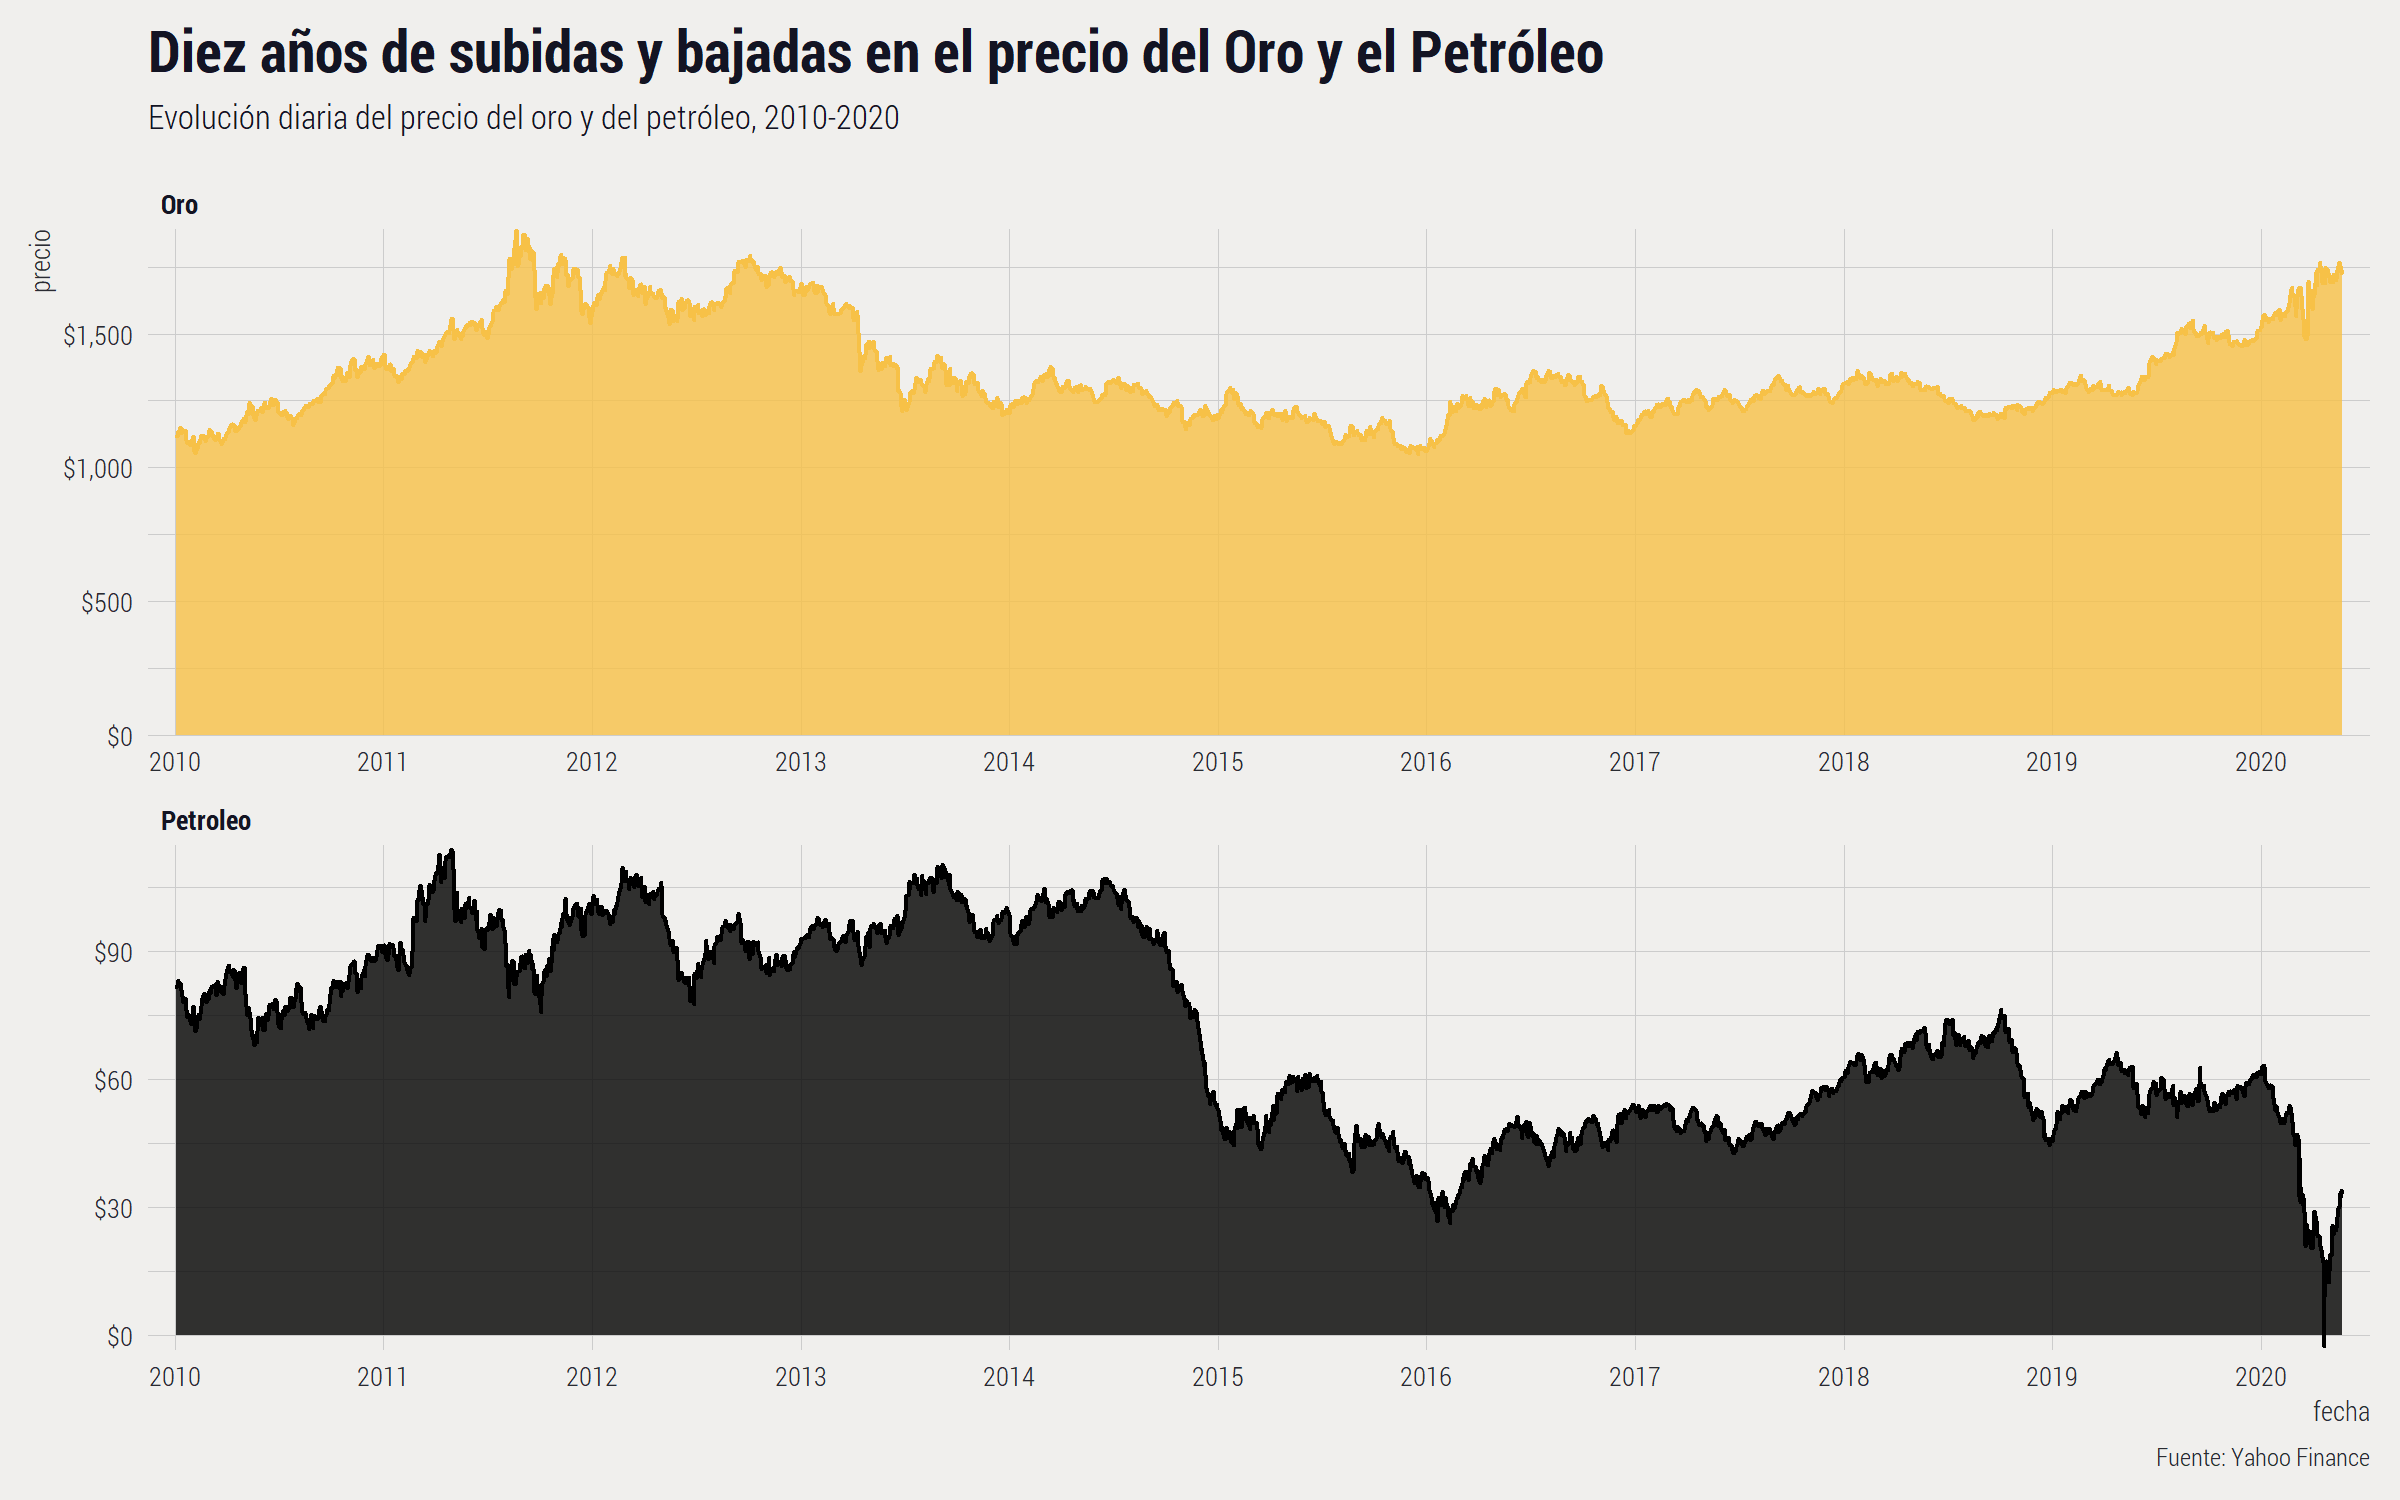 Diez años de subidas y bajadas en el precio del Oro y el Petróleo
Evolución diaria del precio del oro y del petróleo, 2010-2020
Oro
precio
$1,500
$1,000
$500
$0
2010 2011 2012 2013 2014 2015 2016 2017 2018 2019 2020
Petroleo
$90
$60
$30
$0
2010 2011 2012 2013 2014 2015 2016 2017 2018 2019 2020
fecha
Fuente: Yahoo Finance